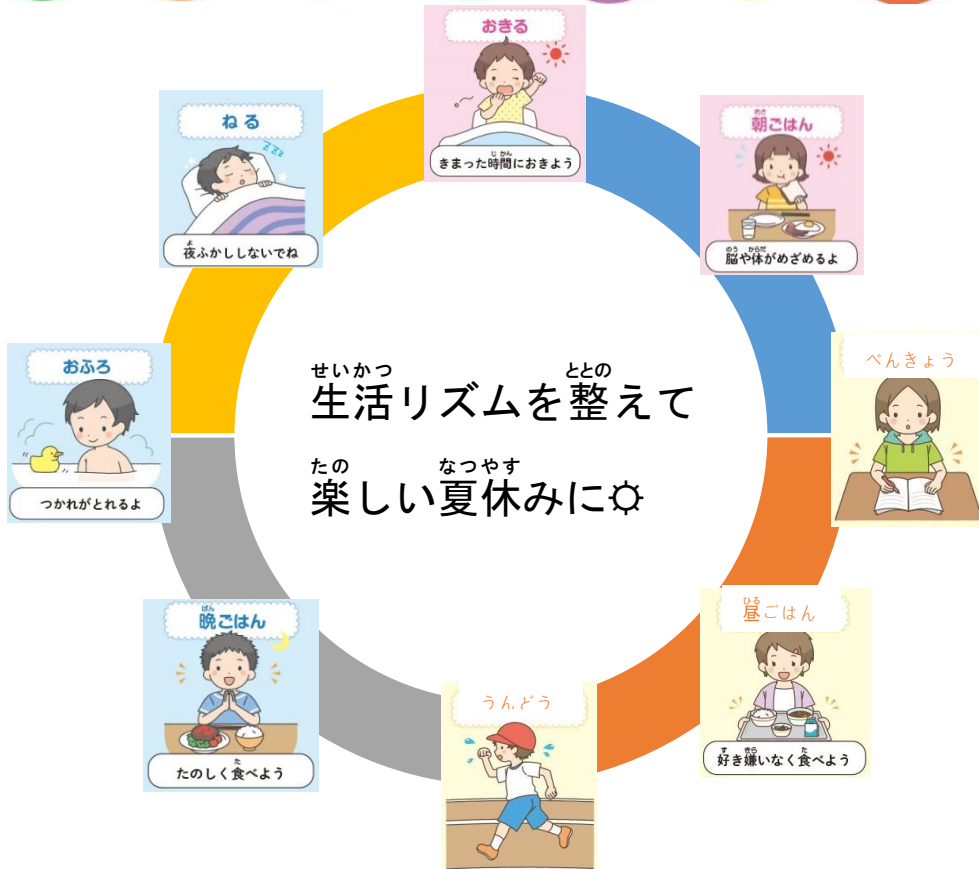 おきる
きまった時間におきよう
朝ごはん
脳や体がめざめるよ
べんきょう
昼ごはん
好き嫌いなく食べよう
うんどう
晩ごはん
たのしく食べよう
おふろ
つかれがとれるよ
ねる
zzz
夜ふかししないでね
生活リズムを整えて
楽しい夏休みに☼